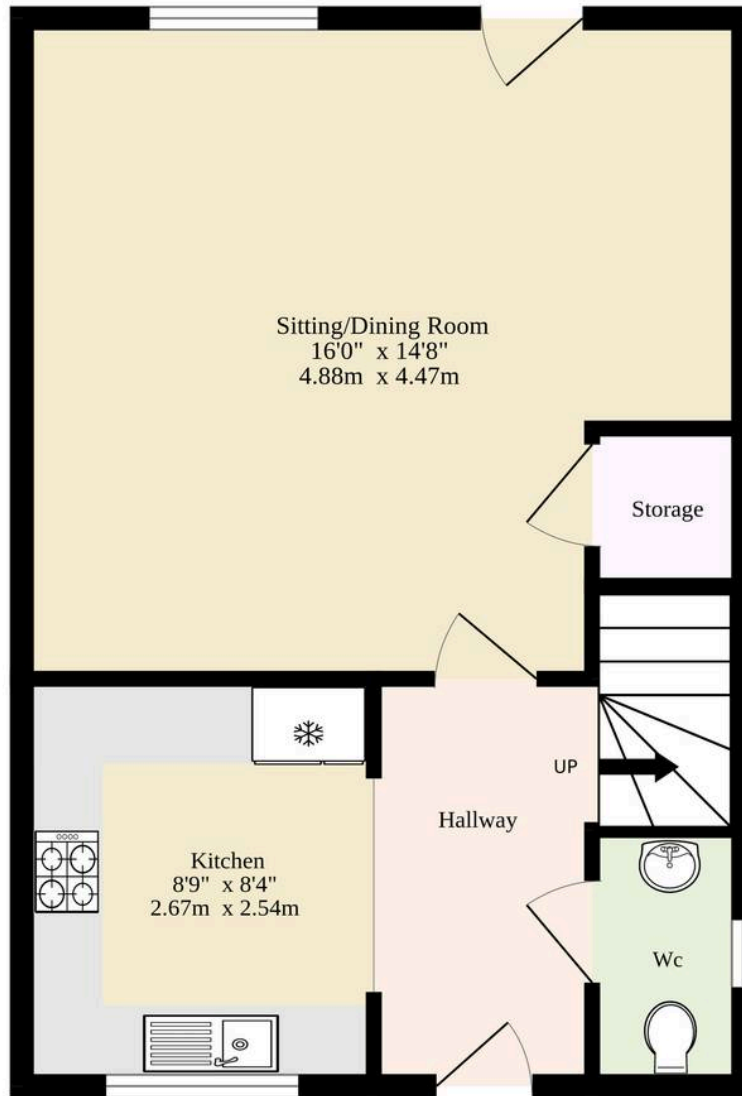 Sitting/Dining Room
16'0" x 14'8"
4.88m x 4.47m
Storage
UP
Hallway
Kitchen
8'9" x 8'4"
2.67m x 2.54m
Wc